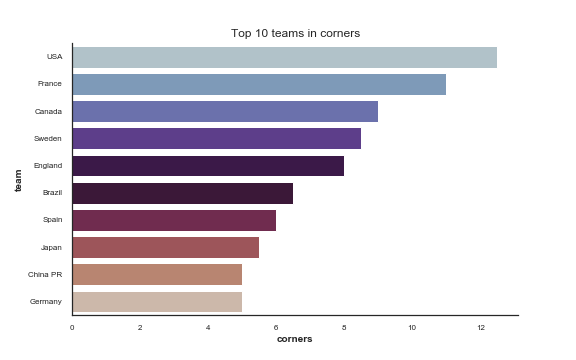 Top 10 teams in corners
USA
France
Canada
Sweden
England
Brazil
Spain
Japan
China PR
Germany
team
0 2 4 6 8 10 12
corners